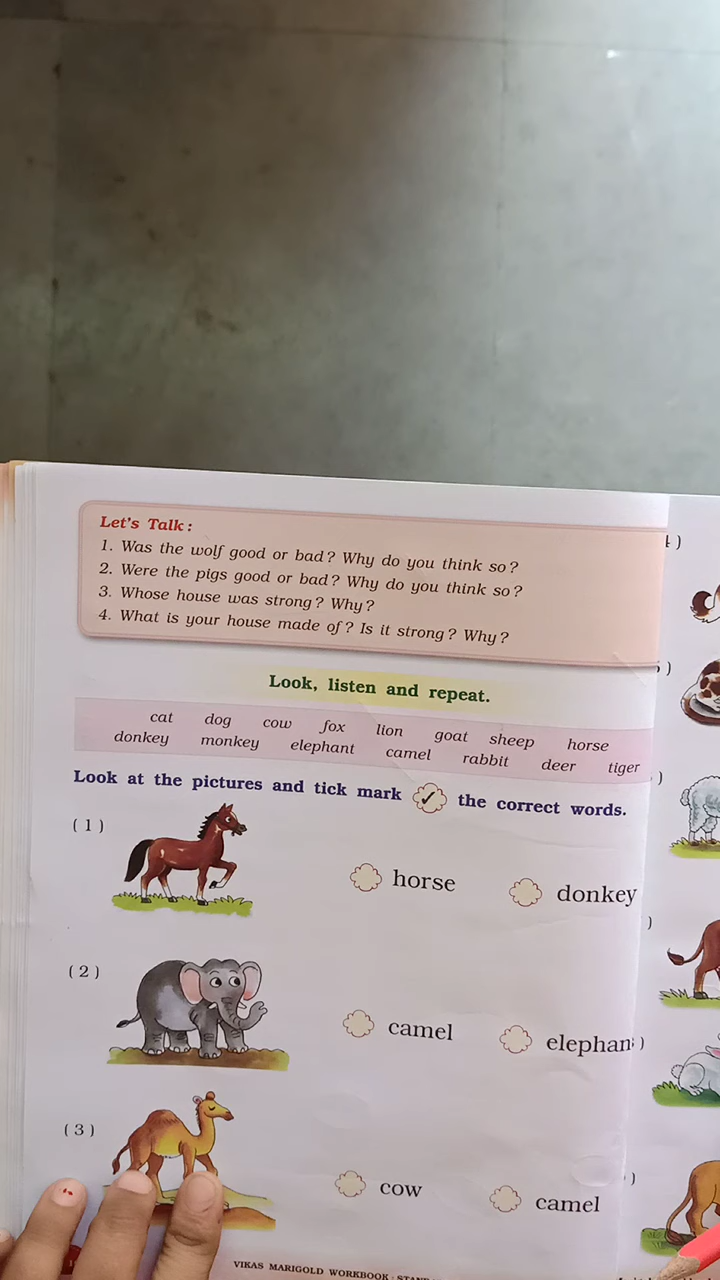 Let's Talk :
1. Was the wolf good or bad? Why do you think so?
2. Were the pigs good or bad? Why do you think so?
3. Whose house was strong? Why?
4. What is your house made of? Is it strong? Why?
Look, listen and repeat.
cat dog cow fox lion goat sheep horse
donkey monkey elephant camel rabbit deer tiger
Look at the pictures and tick mark ✓ the correct words.
(1) horse donkey
(2) camel elephan
(3) cow camel
VIKAS MARIGOLD WORKBOOK